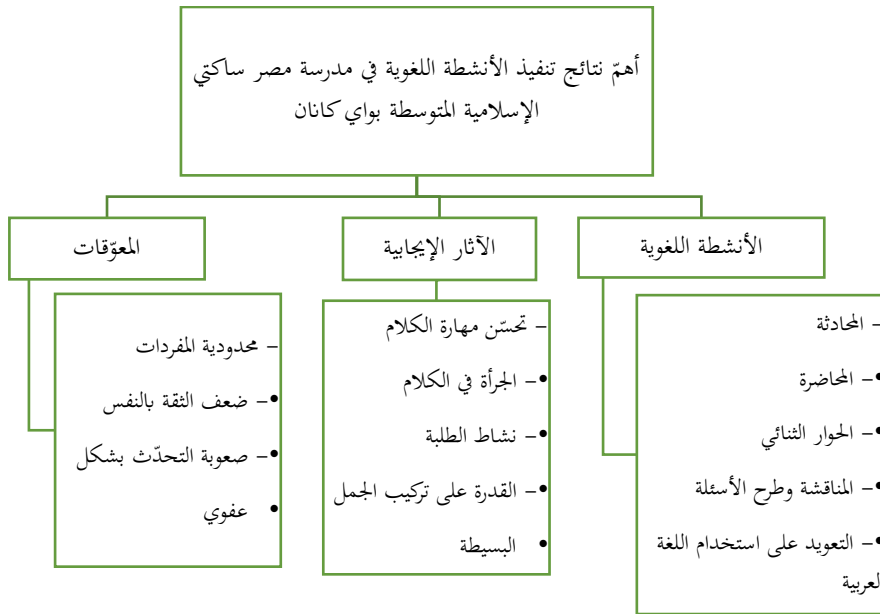 أهمّ نتائج تنفيذ الأنشطة اللغوية في مدرسة مصر ساكتي
الإسلامية المتوسطة بواي كانان
الأنشطة اللغوية
– المحادثة
•– المحاضرة
•– الحوار الثنائي
•– المناقشة وطرح الأسئلة
•– التعويد على استخدام اللغة
لعربية
الآثار الإيجابية
– تحسّن مهارة الكلام
•– الجرأة في الكلام
•– نشاط الطلبة
•– القدرة على تركيب الجمل
• البسيطة
المعوّقات
– محدودية المفردات
•– ضعف الثقة بالنفس
•– صعوبة التحدّث بشكل
• عفوي